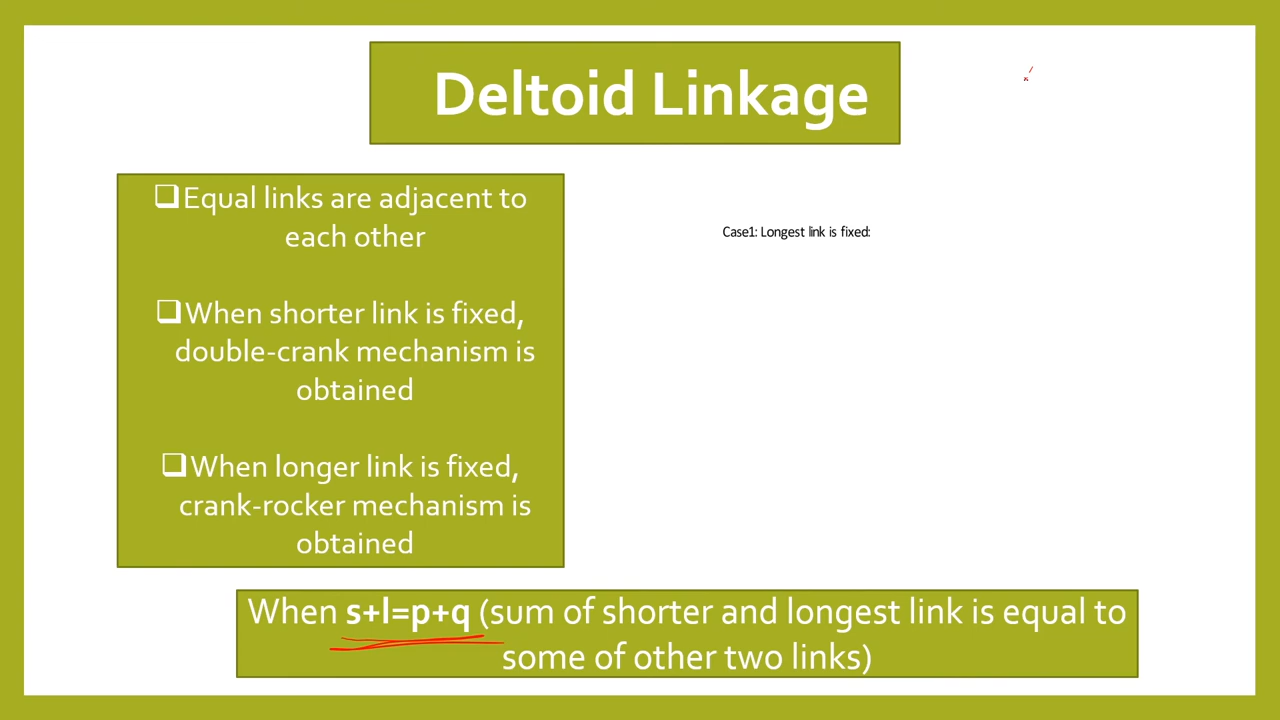 Deltoid Linkage
❑Equal links are adjacent to
each other
❑When shorter link is fixed,
double-crank mechanism is
obtained
❑When longer link is fixed,
crank-rocker mechanism is
obtained
Case1: Longest link is fixed:
When s+l=p+q (sum of shorter and longest link is equal to
some of other two links)